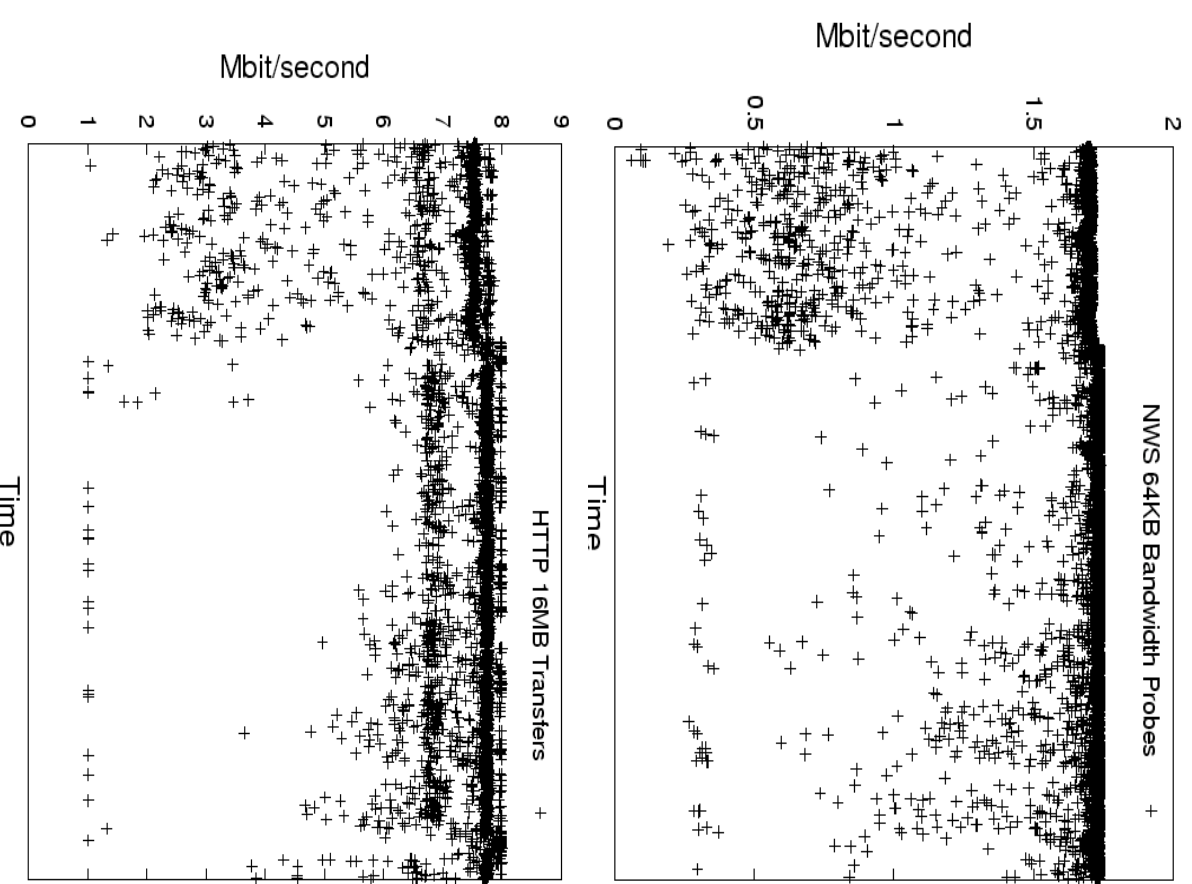 Mbit/second
0
1
2
3
4
5
6
7
8
9
HTTP 16MB Transfers
Time
Mbit/second
0
0.5
1
1.5
2
NWS 64KB Bandwidth Probes
Time